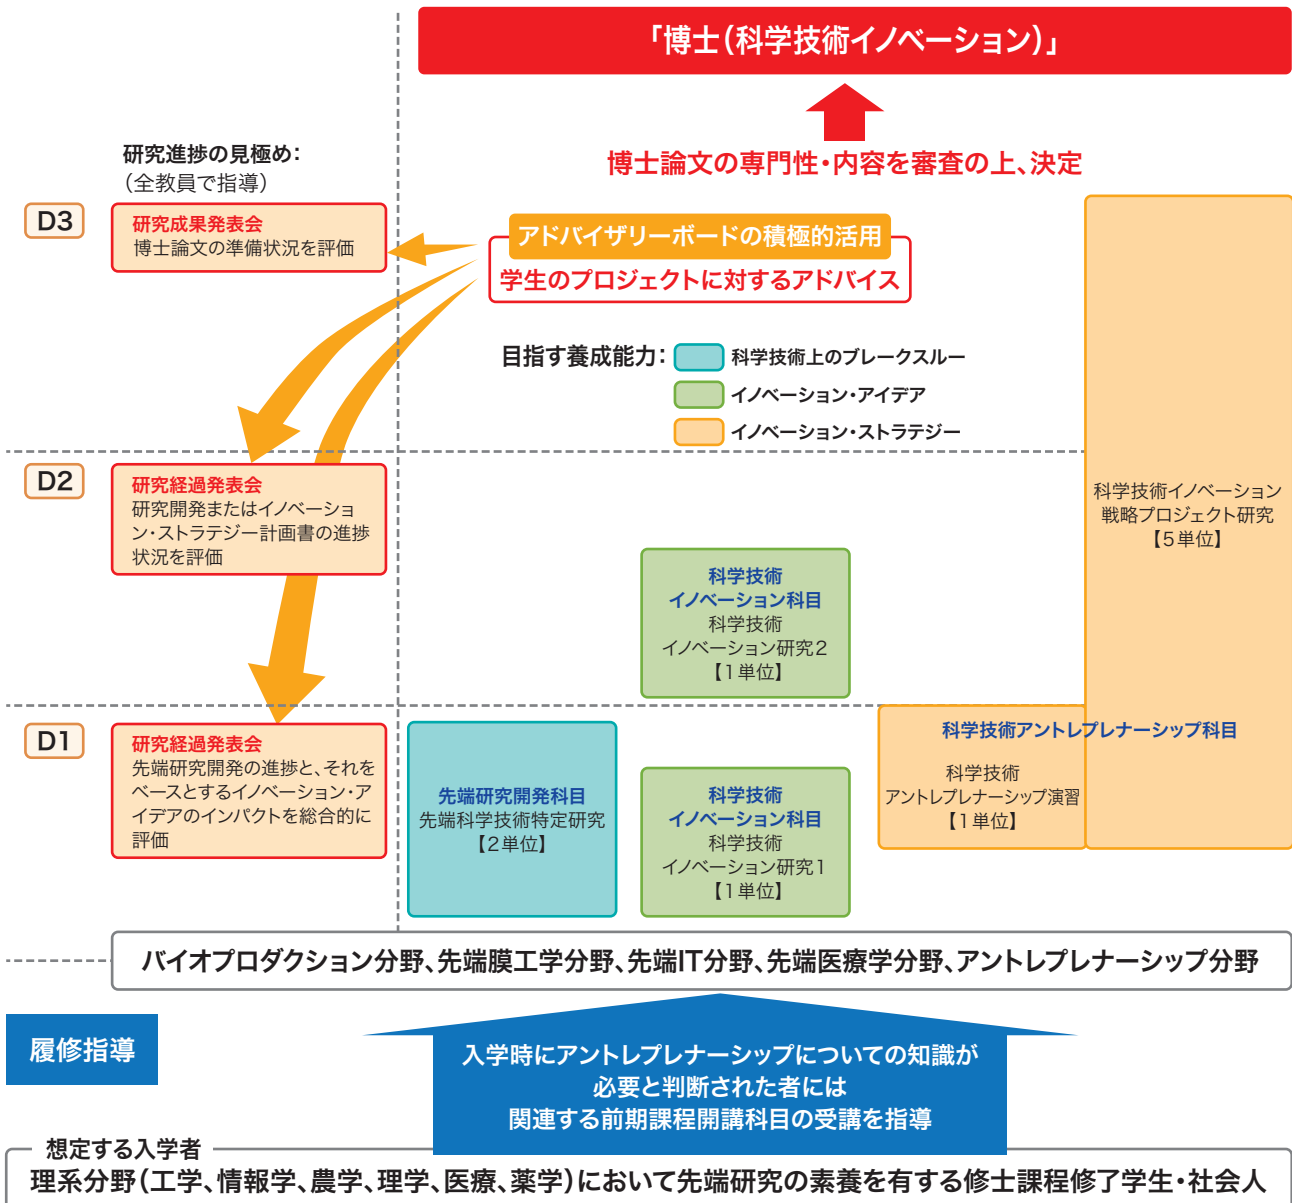 「博士（科学技術イノベーション）」
博士論文の専門性・内容を審査の上、決定
研究進捗の見極め：
（全教員で指導）
D3
研究成果発表会
博士論文の準備状況を評価
アドバイザリーボードの積極的活用
学生のプロジェクトに対するアドバイス
目指す養成能力：
科学技術上のブレークスルー
イノベーション・アイデア
イノベーション・ストラテジー
D2
研究経過発表会
研究開発またはイノベーショ
ン・ストラテジー計画書の進捗
状況を評価
科学技術イノベーション
戦略プロジェクト研究
【5単位】
科学技術
イノベーション科目
科学技術
イノベーション研究2
【1単位】
D1
研究経過発表会
先端研究開発の進捗と、それを
ベースとするイノベーション・ア
イデアのインパクトを総合的に
評価
先端研究開発科目
先端科学技術特定研究
【2単位】
科学技術
イノベーション科目
科学技術
イノベーション研究1
【1単位】
科学技術アントレプレナーシップ科目
科学技術
アントレプレナーシップ演習
【1単位】
バイオプロダクション分野、先端膜工学分野、先端IT分野、先端医療学分野、アントレプレナーシップ分野
履修指導
入学時にアントレプレナーシップについての知識が
必要と判断された者には
関連する前期課程開講科目の受講を指導
想定する入学者
理系分野（工学、情報学、農学、理学、医療、薬学）において先端研究の素養を有する修士課程修了学生・社会人